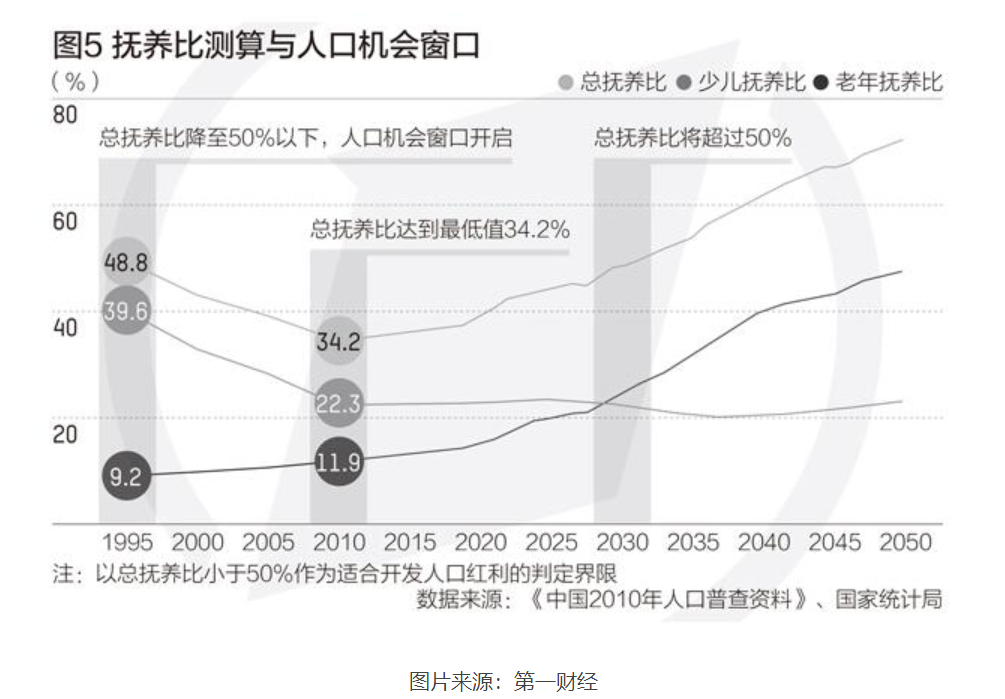 图5 抚养比测算与人口机会窗口
（%）
总抚养比 少儿抚养比 老年抚养比
80
总抚养比降至50%以下，人口机会窗口开启
总抚养比将超过50%
60
总抚养比达到最低值34.2%
48.8
39.6
40
34.2
22.3
20
11.9
9.2
1995 2000 2005 2010 2015 2020 2025 2030 2035 2040 2045 2050
注：以总抚养比小于50%作为适合开发人口红利的判定界限
数据来源：《中国2010年人口普查资料》、国家统计局
图片来源：第一财经